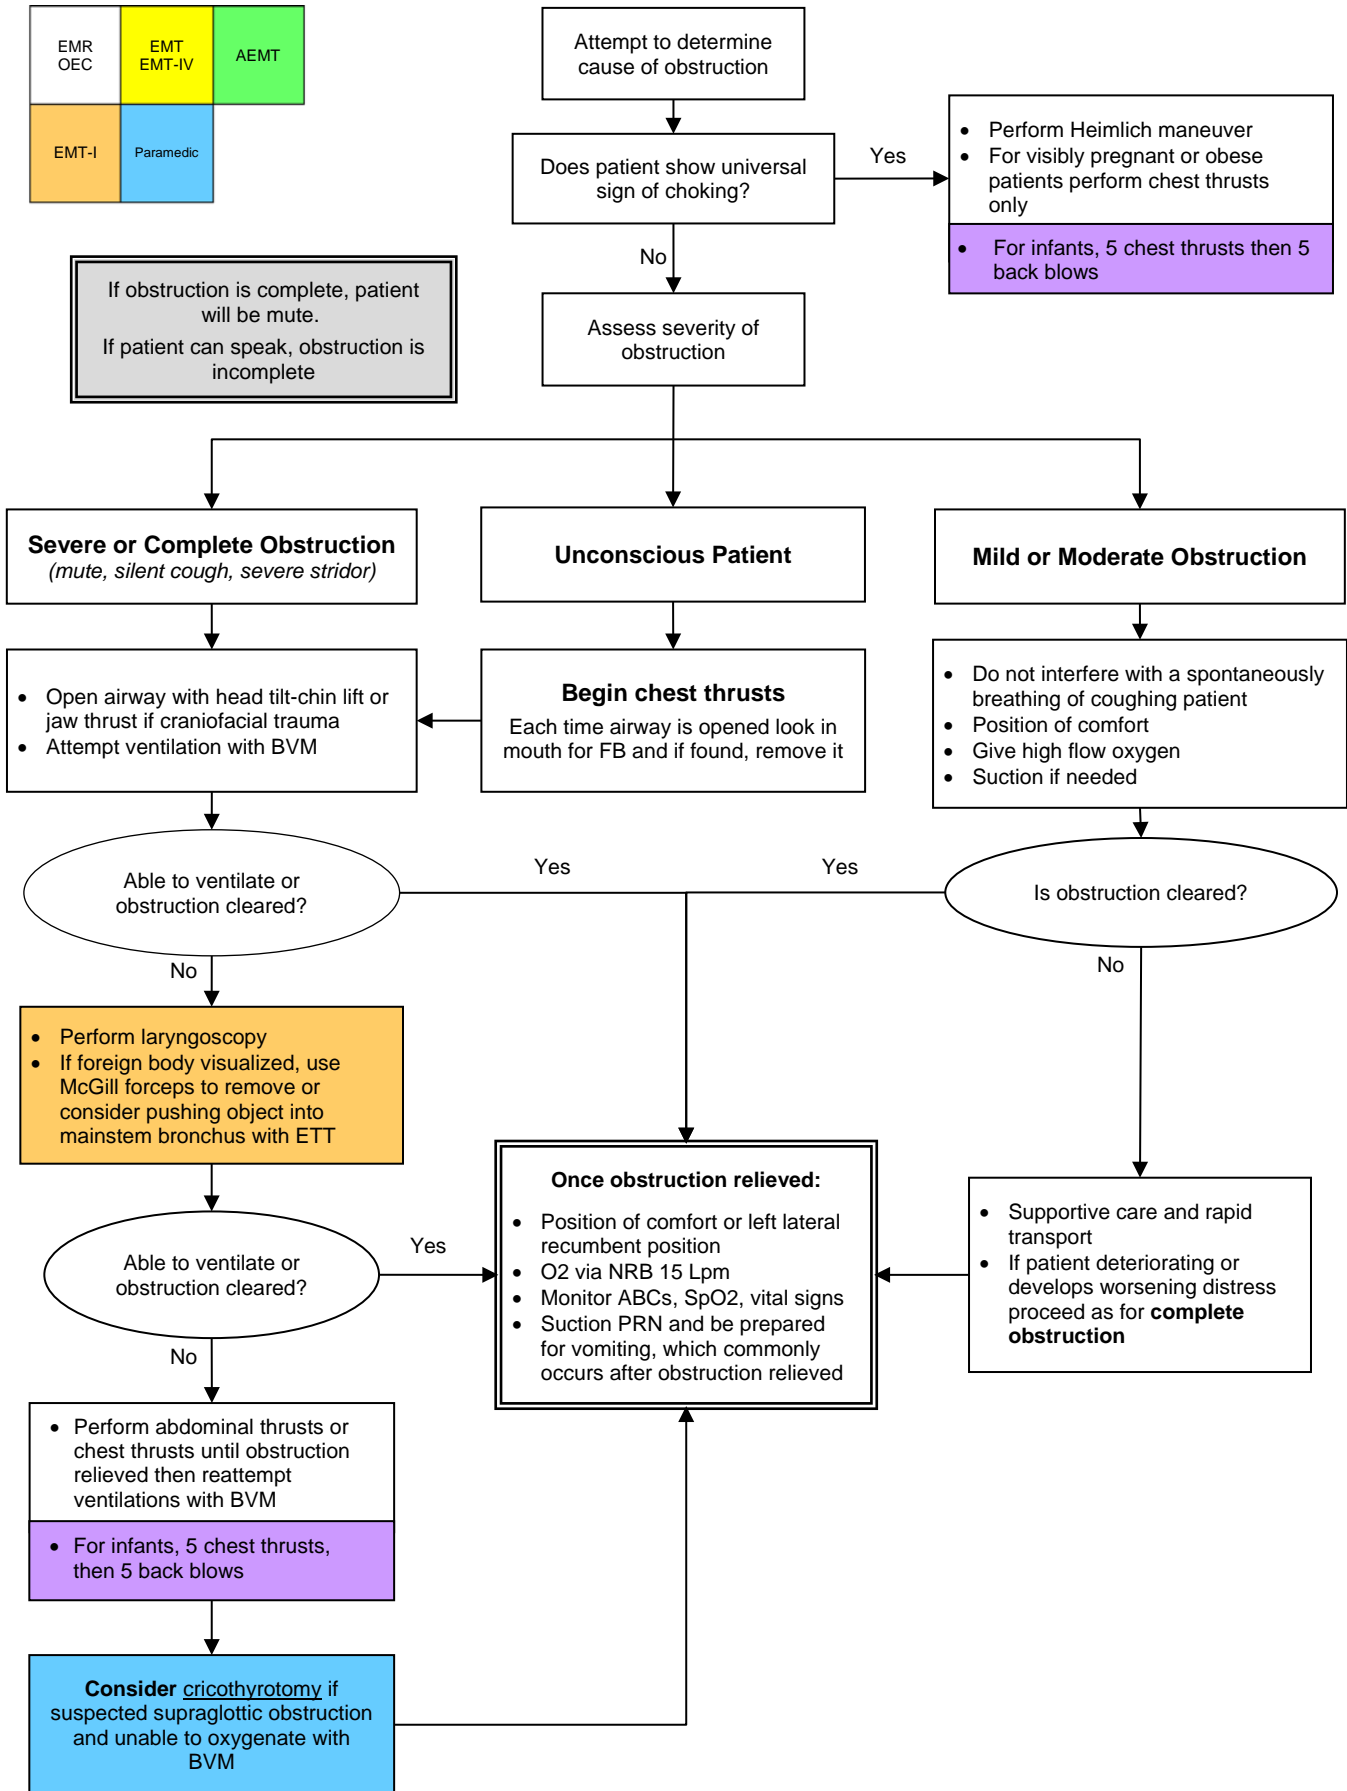 EMR
OEC
EMT
EMT-IV
AEMT
EMT-I
Paramedic
Attempt to determine
cause of obstruction
Does patient show universal
sign of choking?
Yes
• Perform Heimlich maneuver
• For visibly pregnant or obese
patients perform chest thrusts
only
• For infants, 5 chest thrusts then 5
back blows
No
If obstruction is complete, patient
will be mute.
If patient can speak, obstruction is
incomplete
Assess severity of
obstruction
Severe or Complete Obstruction
(mute, silent cough, severe stridor)
Unconscious Patient
Mild or Moderate Obstruction
• Open airway with head tilt-chin lift or
jaw thrust if craniofacial trauma
• Attempt ventilation with BVM
Begin chest thrusts
Each time airway is opened look in
mouth for FB and if found, remove it
• Do not interfere with a spontaneously
breathing of coughing patient
• Position of comfort
• Give high flow oxygen
• Suction if needed
Able to ventilate or
obstruction cleared?
Yes
Yes
Is obstruction cleared?
No
No
• Perform laryngoscopy
• If foreign body visualized, use
McGill forceps to remove or
consider pushing object into
mainstem bronchus with ETT
Able to ventilate or
obstruction cleared?
Yes
Once obstruction relieved:
• Position of comfort or left lateral
recumbent position
• O2 via NRB 15 Lpm
• Monitor ABCs, SpO2, vital signs
• Suction PRN and be prepared
for vomiting, which commonly
occurs after obstruction relieved
• Supportive care and rapid
transport
• If patient deteriorating or
develops worsening distress
proceed as for complete
obstruction
No
• Perform abdominal thrusts or
chest thrusts until obstruction
relieved then reattempt
ventilations with BVM
• For infants, 5 chest thrusts,
then 5 back blows
Consider cricothyrotomy if
suspected supraglottic obstruction
and unable to oxygenate with
BVM